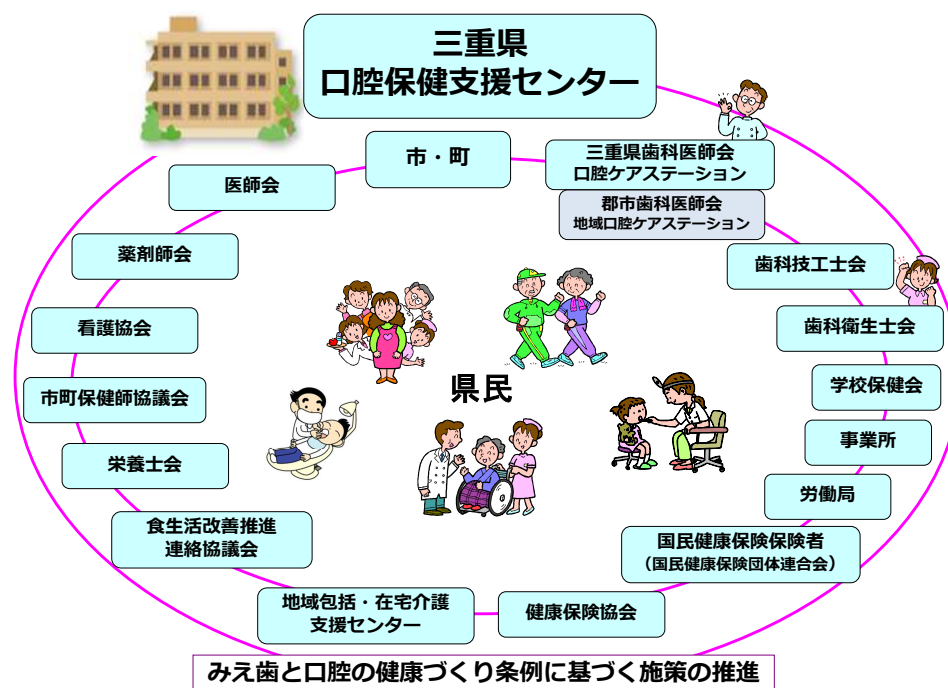 三重県
口腔保健支援センター
市・町
三重県歯科医師会
口腔ケアステーション
郡市歯科医師会
地域口腔ケアステーション
医師会
薬剤師会
歯科技工士会
看護協会
歯科衛生士会
市町保健師協議会
県民
学校保健会
事業所
栄養士会
労働局
食生活改善推進
連絡協議会
国民健康保険保険者
（国民健康保険団体連合会）
地域包括・在宅介護
支援センター
健康保険協会
みえ歯と口腔の健康づくり条例に基づく施策の推進